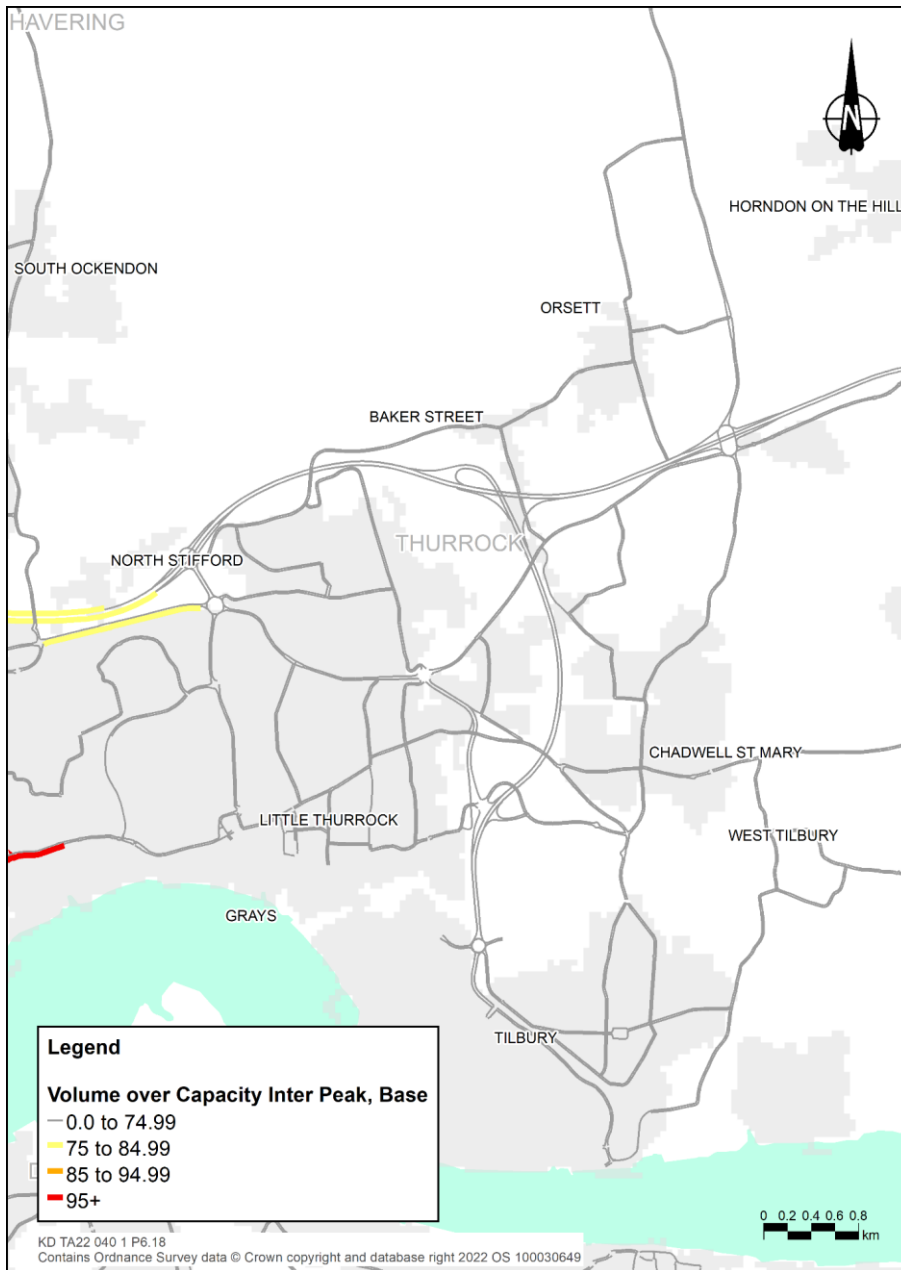 HAVERING
N
HORNDON ON THE HILL
SOUTH OCKENDON
ORSETT
BAKER STREET
THURROCK
NORTH STIFFORD
CHADWELL ST MARY
LITTLE THURROCK
WEST TILBURY
GRAYS
TILBURY
Legend
Volume over Capacity Inter Peak, Base
0.0 to 74.99
75 to 84.99
85 to 94.99
95+
0 0.2 0.4 0.6 0.8
km
KD TA22 040 1 P6.18
Contains Ordnance Survey data © Crown copyright and database right 2022 OS 100030649